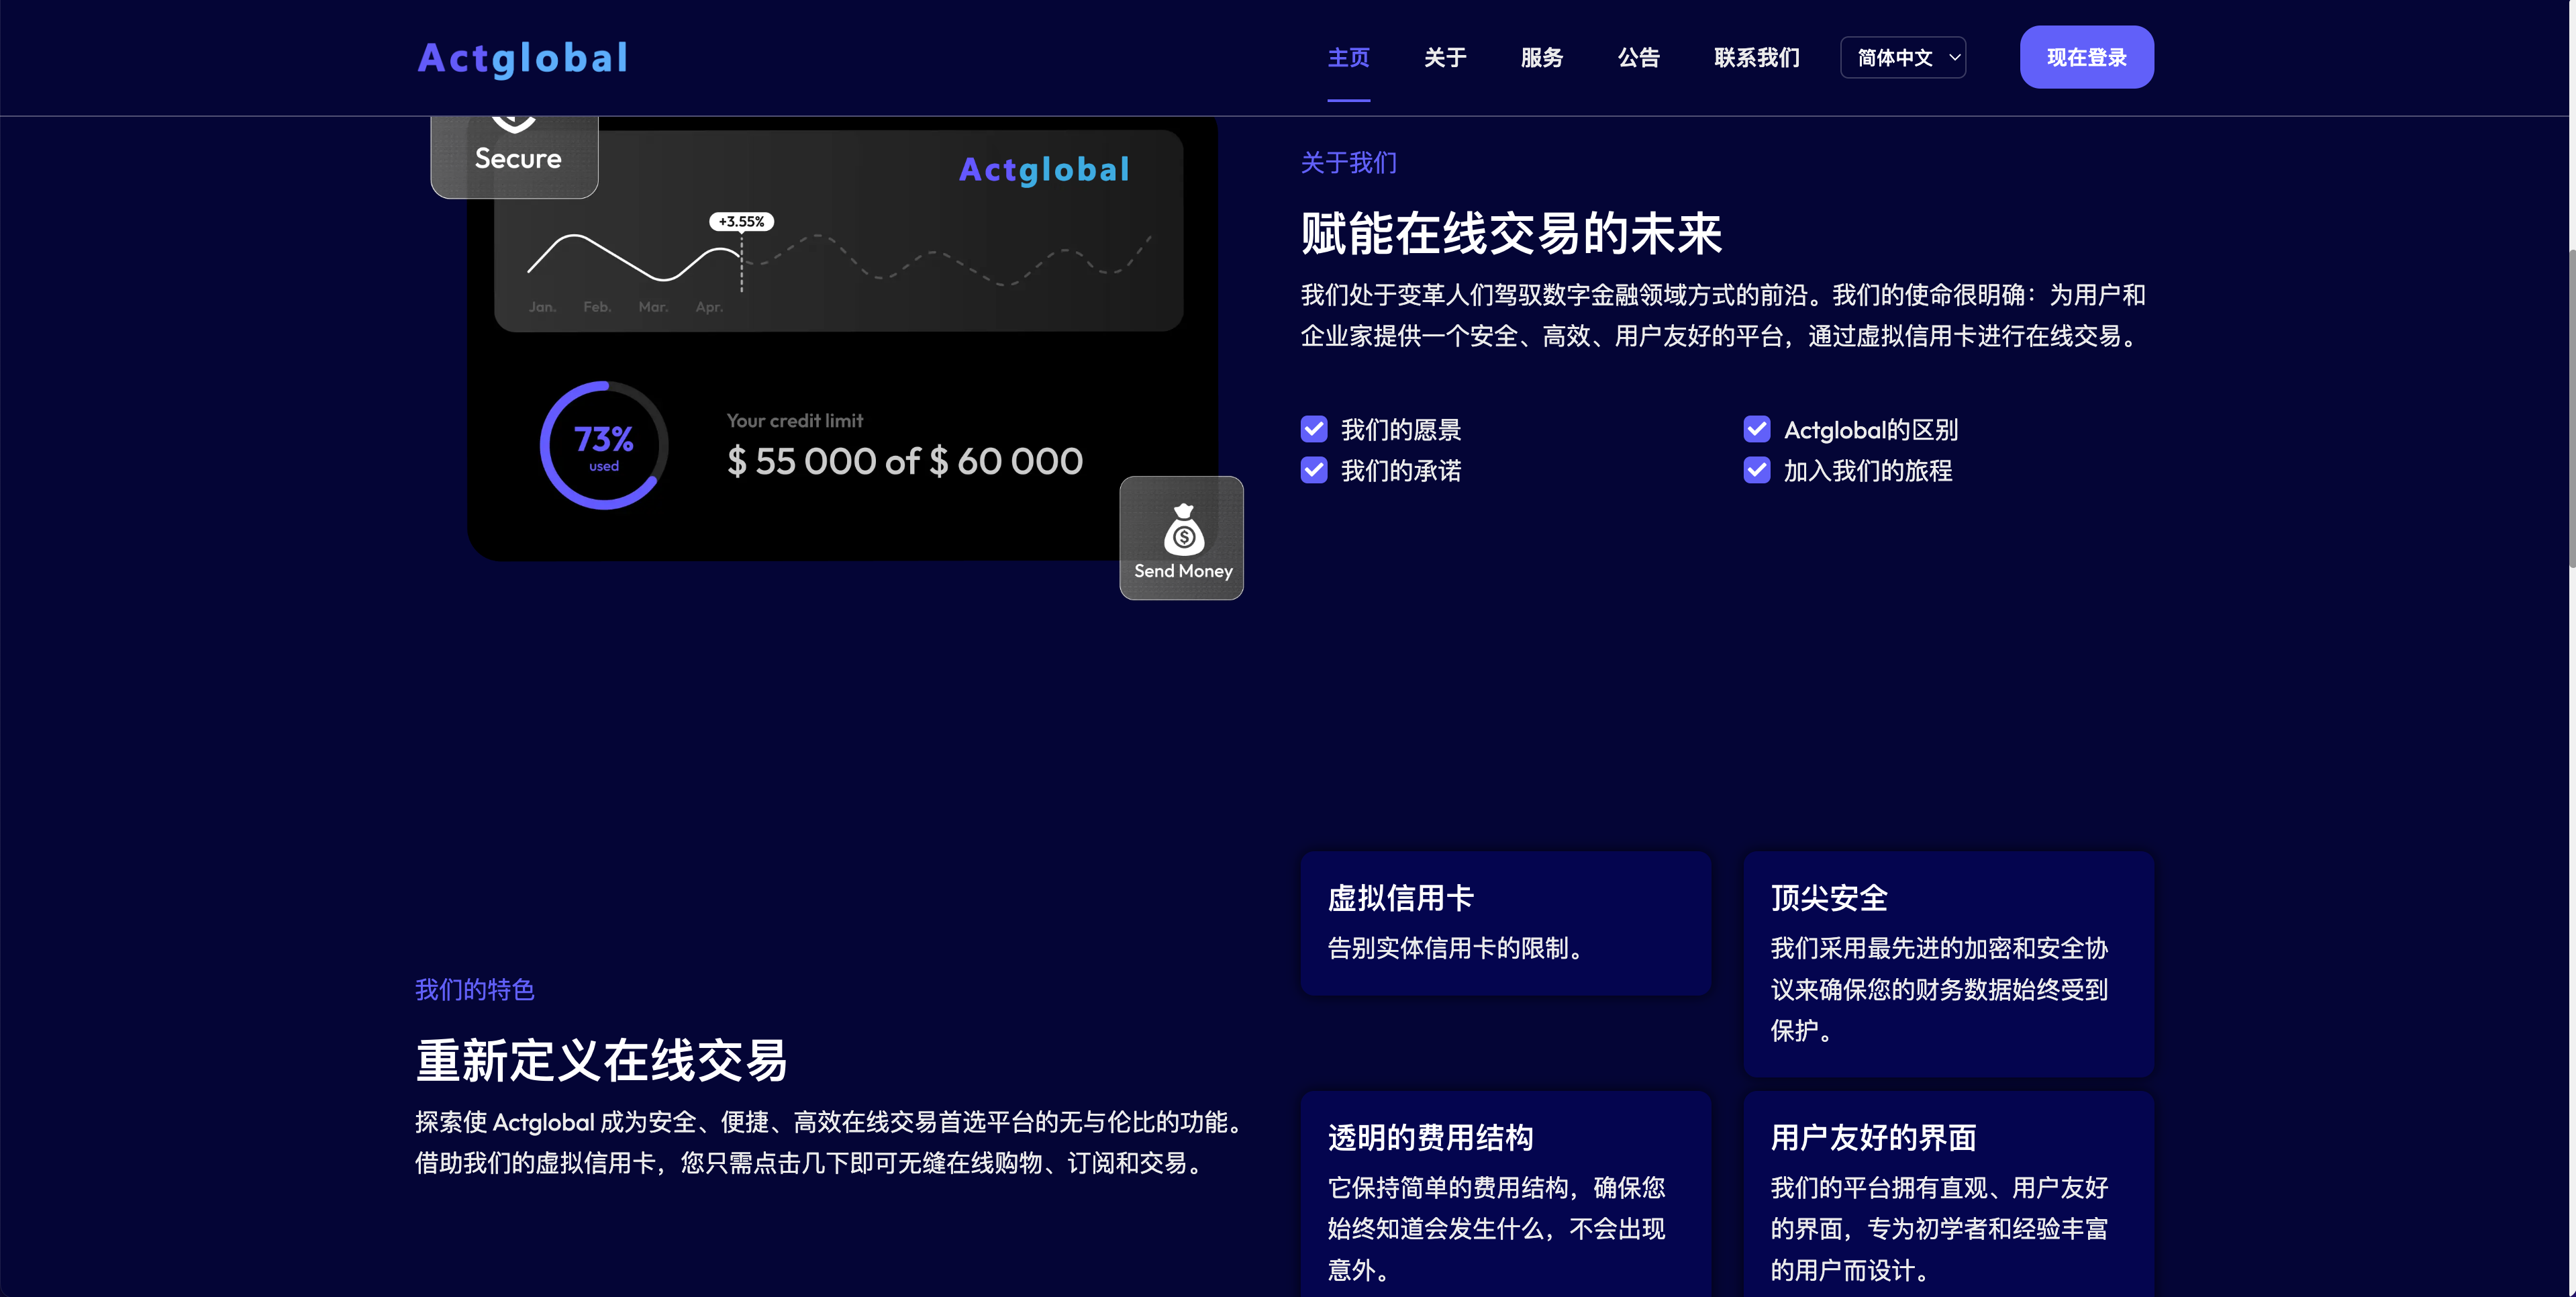 Actglobal
主页
关于
服务
公告
联系我们
简体中文
现在登录
Secure
Actglobal
+3.55%
Jan.
Feb.
Mar.
Apr.
73%
used
Your credit limit
$ 55 000 of $ 60 000
Send Money
关于我们
赋能在线交易的未来
我们处于变革人们驾驭数字金融领域方式的前沿。我们的使命很明确：为用户和
企业家提供一个安全、高效、用户友好的平台，通过虚拟信用卡进行在线交易。
我们的愿景
Actglobal的区别
我们的承诺
加入我们的旅程
我们的特色
重新定义在线交易
探索使 Actglobal 成为安全、便捷、高效在线交易首选平台的无与伦比的功能。
借助我们的虚拟信用卡，您只需点击几下即可无缝在线购物、订阅和交易。
虚拟信用卡
告别实体信用卡的限制。
顶尖安全
我们采用最先进的加密和安全协
议来确保您的财务数据始终受到
保护。
透明的费用结构
它保持简单的费用结构，确保您
始终知道会发生什么，不会出现
意外。
用户友好的界面
我们的平台拥有直观、用户友好
的界面，专为初学者和经验丰富
的用户而设计。